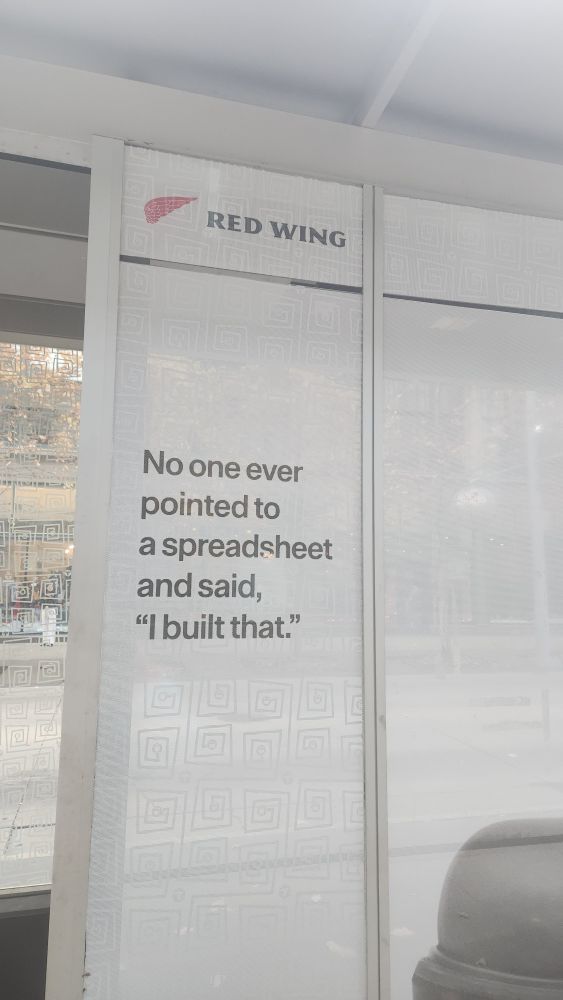 RED WING
No one ever
pointed to
a spreadsheet
and said,
“I built that.”